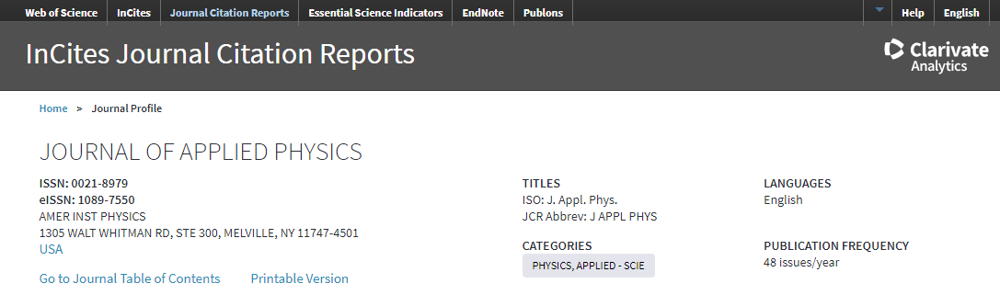 Web of Science InCites Journal Citation Reports Essential Science Indicators EndNote Publons Help English
InCites Journal Citation Reports
Clarivate
Analytics
Home > Journal Profile
JOURNAL OF APPLIED PHYSICS
ISSN: 0021-8979
eISSN: 1089-7550
AMER INST PHYSICS
1305 WALT WHITMAN RD, STE 300, MELVILLE, NY 11747-4501
USA
Go to Journal Table of Contents Printable Version
TITLES
ISO: J. Appl. Phys.
JCR Abbrev: J APPL PHYS
CATEGORIES
PHYSICS, APPLIED - SCIE
LANGUAGES
English
PUBLICATION FREQUENCY
48 issues/year